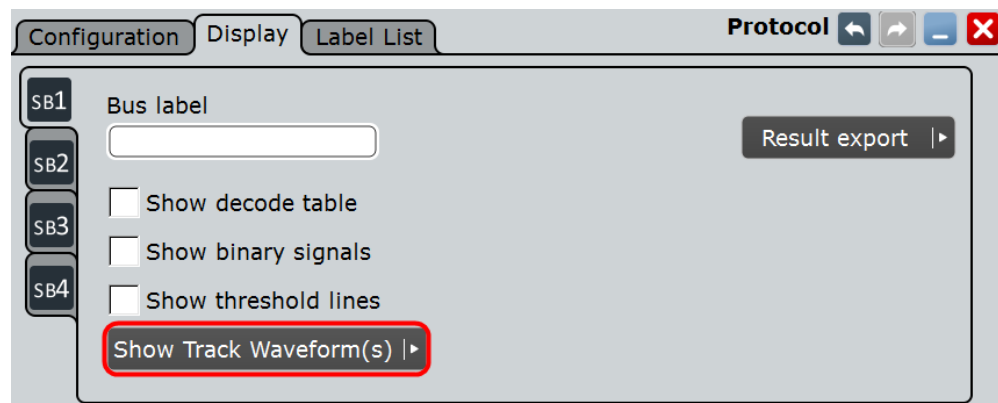 Configuration Display Label List Protocol
SB1
Bus label
Result export
SB2
Show decode table
SB3
Show binary signals
SB4
Show threshold lines
Show Track Waveform(s)